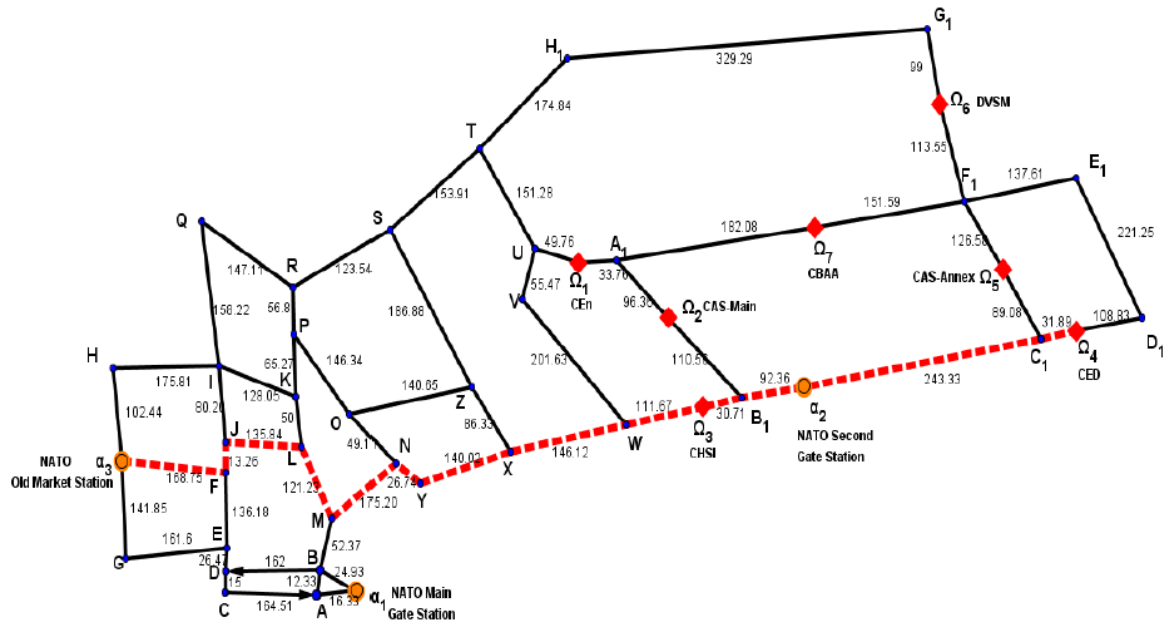 G1
H1
329.29
99
Ω6 DVSM
174.84
T
113.55
E1
F1
137.61
153.91
151.28
151.59
S
182.08
Q
126.58
221.25
49.76
A1
U
Ω7
CBAA
147.11
R
123.54
33.76
Ω1
CEn
CAS-Annex Ω5
56.8
55.47
V
96.36
Ω2 CAS-Main
158.22
186.88
P
89.08
31.89
108.83
D1
H
I
65.27
146.34
201.63
110.56
C1
Ω4
CED
175.81
128.05
K
140.65
Z
92.36
243.33
102.44
80.20
50
O
111.67
30.71
B1
α2
J
135.84
L
86.33
W
Ω3
CHSI
NATO Second
Gate Station
NATO
Old Market Station
α3
13.26
49.11
N
140.02
X
146.12
168.75
F
121.23
26.74
Y
175.20
141.85
136.18
M
E
161.6
52.37
G
26.47
D
162
B
24.93
15
12.33
C
164.51
A
16.33
α1
NATO Main
Gate Station